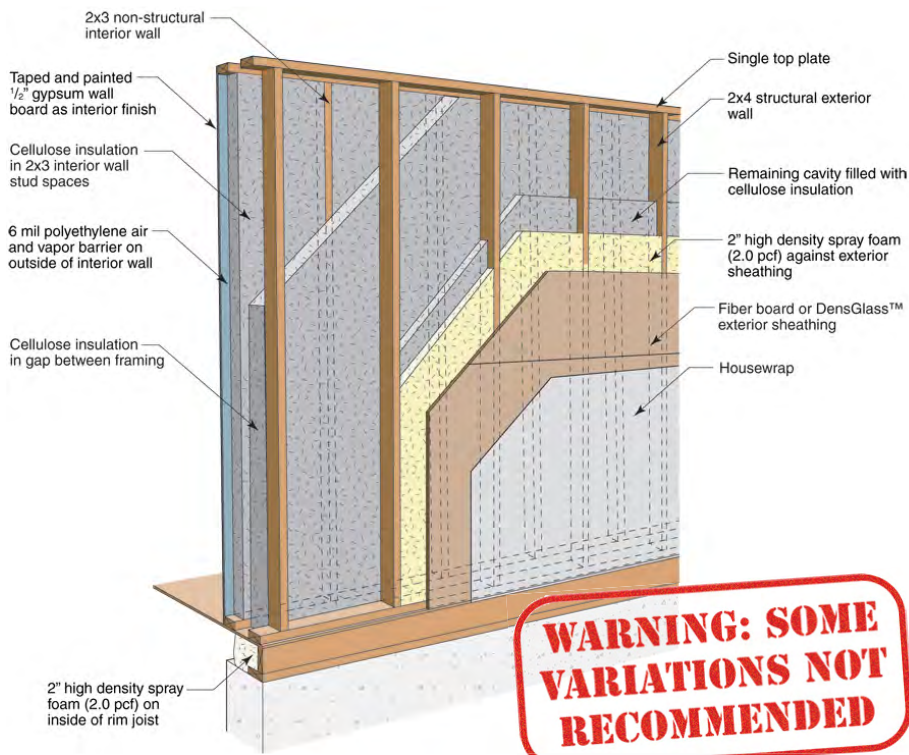 2x3 non-structural
interior wall
Taped and painted
1/2" gypsum wall
board as interior finish
Cellulose insulation
in 2x3 interior wall
stud spaces
6 mil polyethylene air
and vapor barrier on
outside of interior wall
Cellulose insulation
in gap between framing
2" high density spray
foam (2.0 pcf) on
inside of rim joist
Single top plate
2x4 structural exterior
wall
Remaining cavity filled with
cellulose insulation
2" high density spray foam
(2.0 pcf) against exterior
sheathing
Fiber board or DensGlass™
exterior sheathing
Housewrap
WARNING: SOME
VARIATIONS NOT
RECOMMENDED